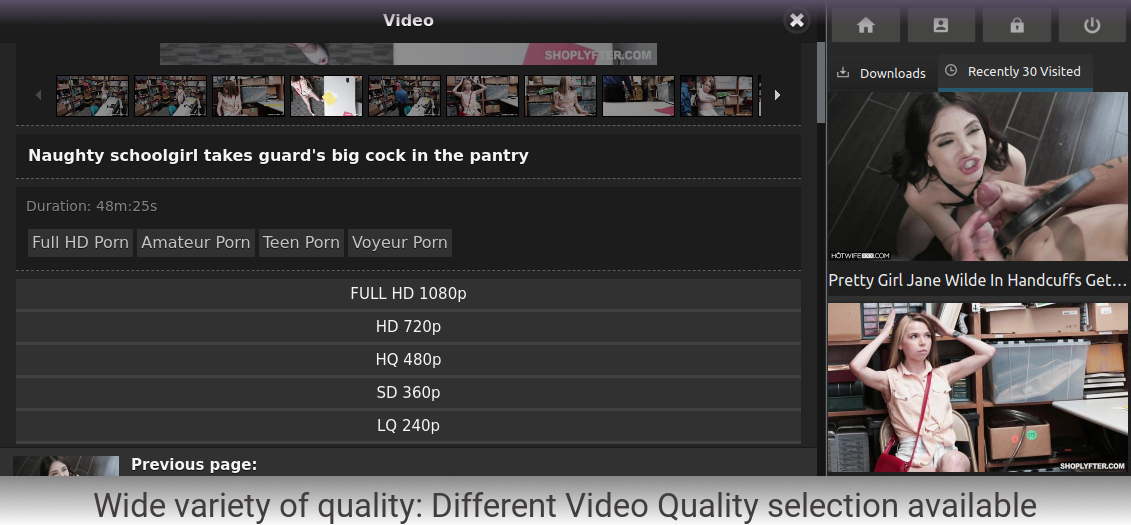 Video
SHOPLYFTER.COM
Naughty schoolgirl takes guard's big cock in the pantry
Duration: 48m:25s
Full HD Porn Amateur Porn Teen Porn Voyeur Porn
FULL HD 1080p
HD 720p
HQ 480p
SD 360p
LQ 240p
Previous page:
Downloads Recently 30 Visited
HOTWIFEXXX.COM
Pretty Girl Jane Wilde In Handcuffs Get...
SHOPLYFTER.COM
Wide variety of quality: Different Video Quality selection available